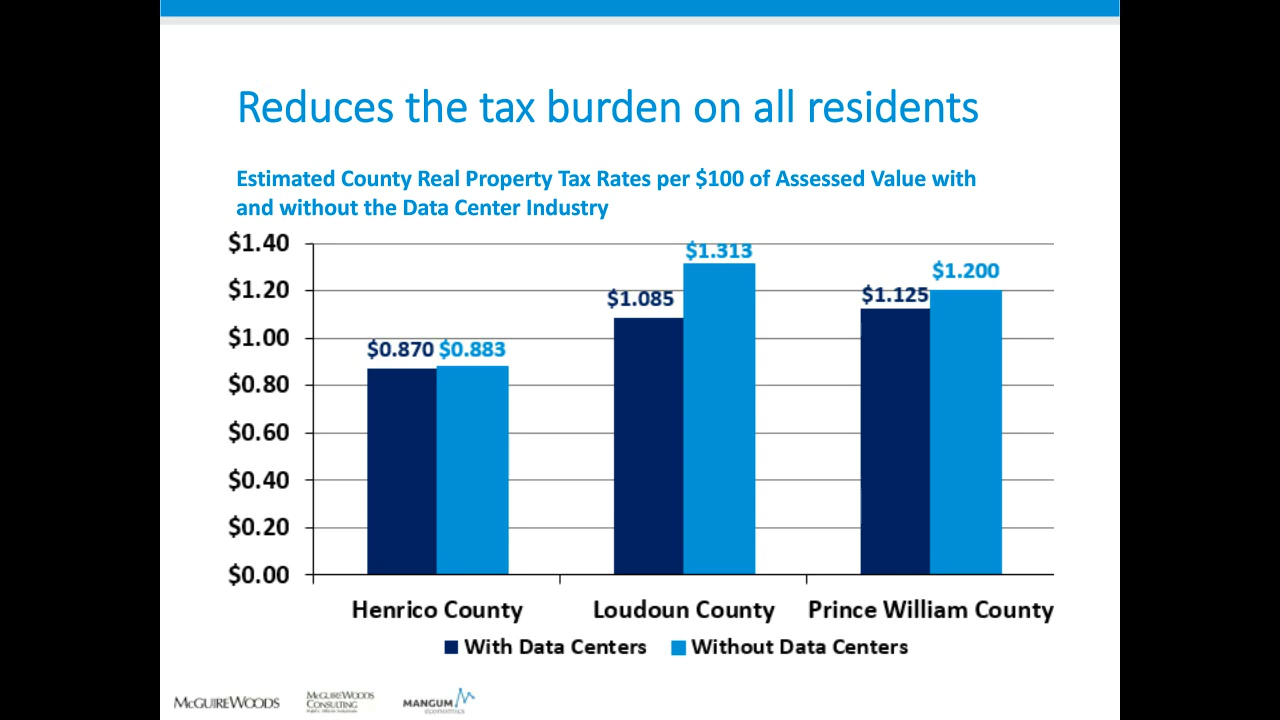 Reduces the tax burden on all residents
Estimated County Real Property Tax Rates per $100 of Assessed Value with
and without the Data Center Industry
$1.40
$1.20
$1.00
$0.80
$0.60
$0.40
$0.20
$0.00
$0.870
$0.883
$1.085
$1.313
$1.125
$1.200
Henrico County
Loudoun County
Prince William County
With Data Centers
Without Data Centers
McGUIREWOODS
McGUIREWOODS
CONSULTING
MANGUM
ECONOMICS